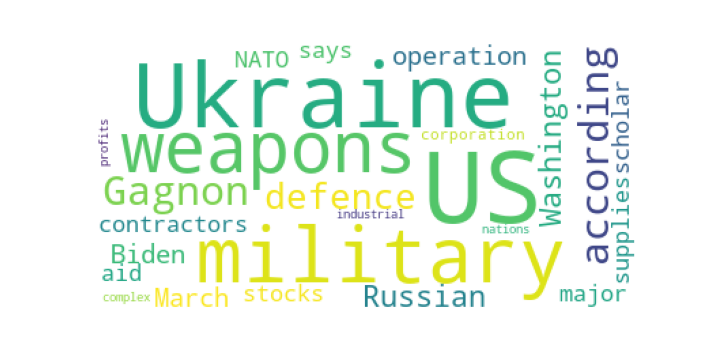 NATO
says
operation
Ukraine
weapons
corporation
profits
US
Washington
according
scholar
supplies
Gagnon
defence
industrial
contractors
nations
military
Biden
aid
complex
March
stocks
Russian
major